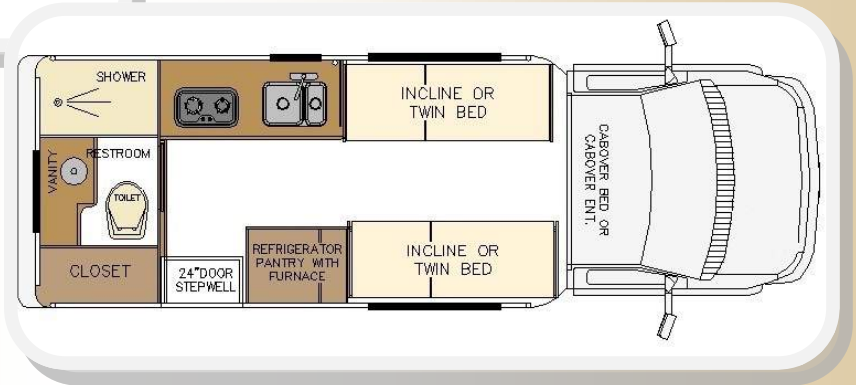 SHOWER
INCLINE OR
TWIN BED
CABOVER BED OR
CABOVER ENT.
VANITY
RESTROOM
TOILET
CLOSET
24"DOOR
STEPWELL
REFRIGERATOR
PANTRY WITH
FURNACE
INCLINE OR
TWIN BED